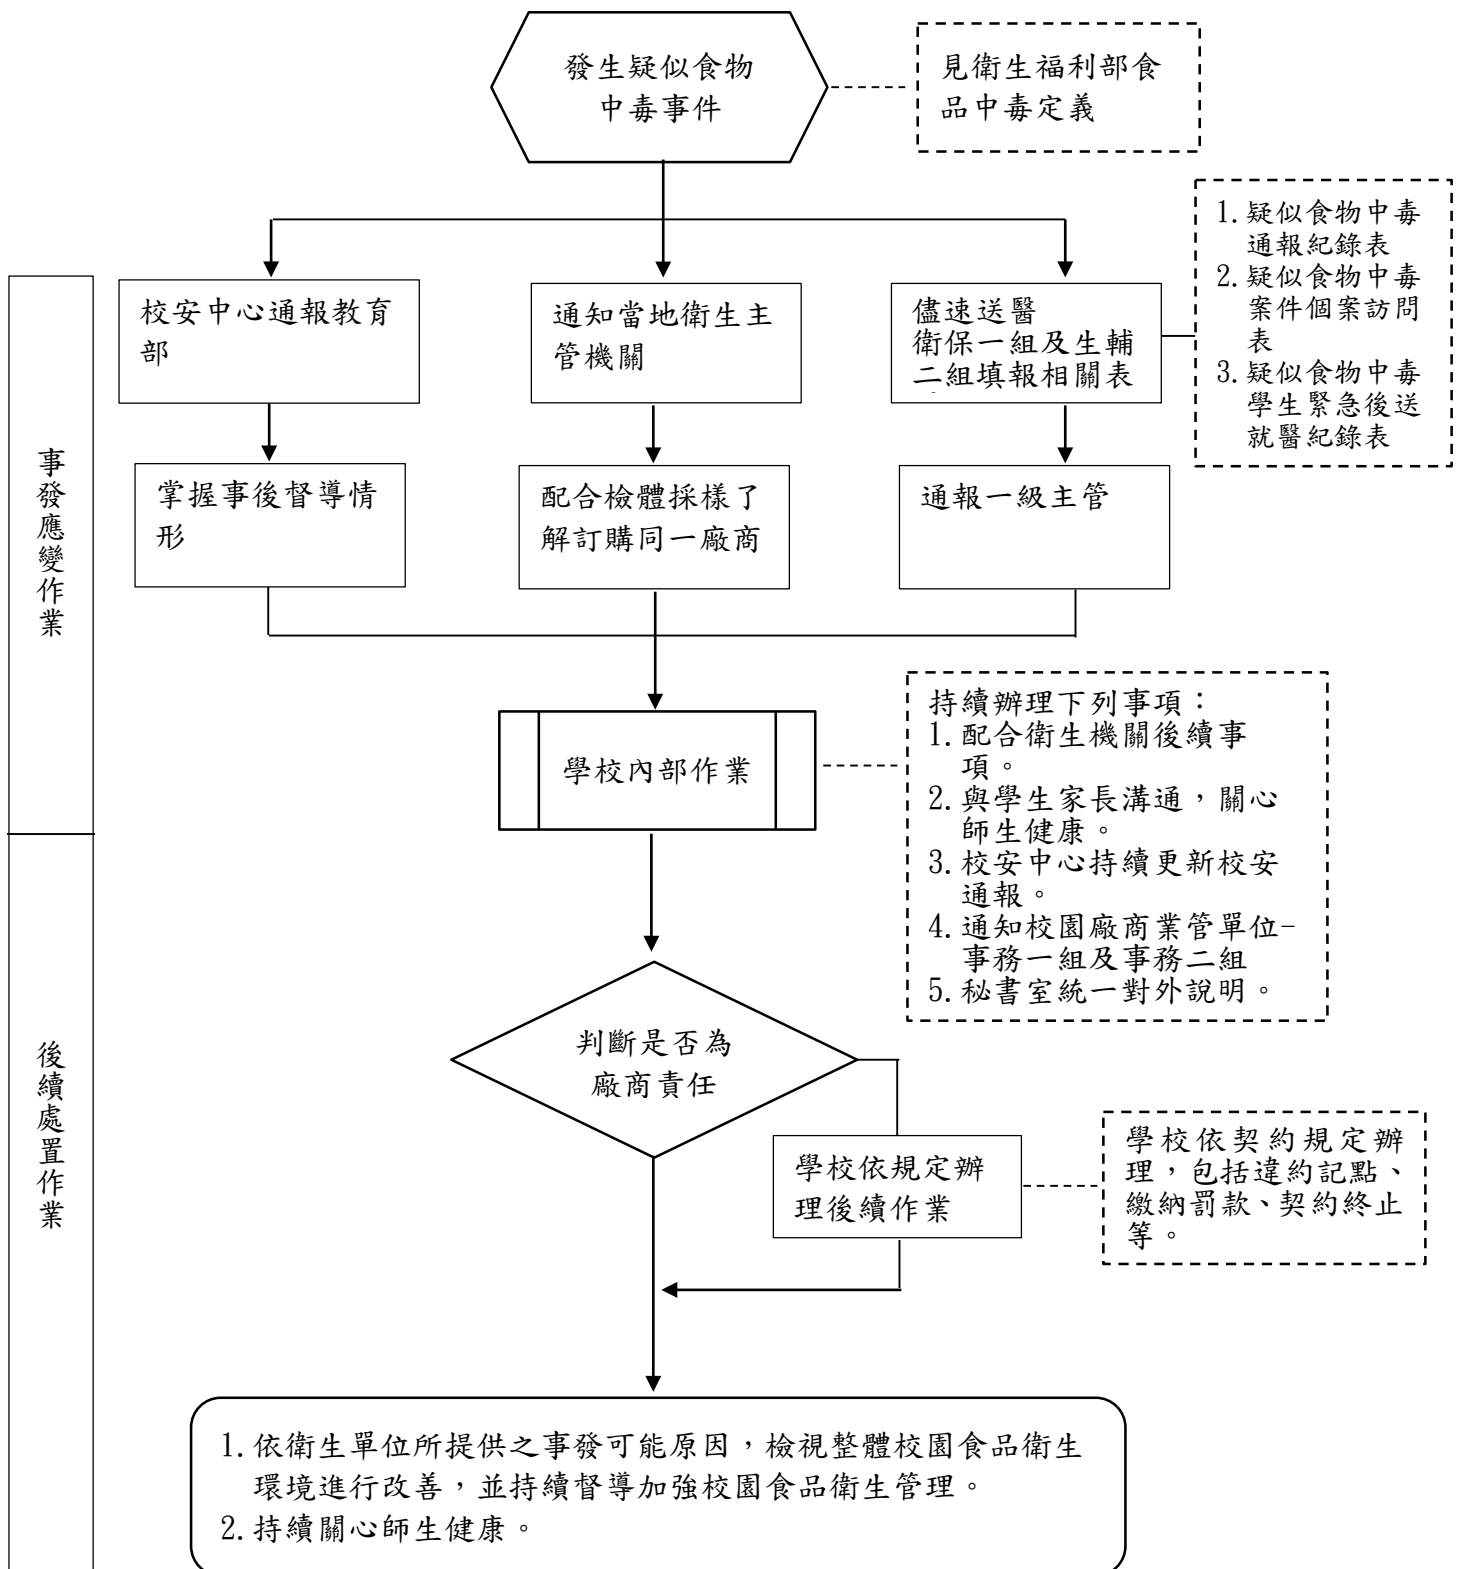 發生疑似食物
中毒事件
見衛生福利部食
品中毒定義
1.疑似食物中毒
通報紀錄表
2.疑似食物中毒
案件個案訪問
表
3.疑似食物中毒
學生緊急後送
就醫紀錄表
事發應變作業
校安中心通報教育
部
通知當地衛生主
管機關
儘速送醫
衛保一組及生輔
二組填報相關表
掌握事後督導情
形
配合檢體採樣了
解訂購同一廠商
通報一級主管
學校內部作業
持續辦理下列事項：
1.配合衛生機關後續事
項。
2.與學生家長溝通，關心
師生健康。
3.校安中心持續更新校安
通報。
4.通知校園廠商業管單位-
事務一組及事務二組
5.秘書室統一對外說明。
後續處置作業
判斷是否為
廠商責任
學校依規定辦
理後續作業
學校依契約規定辦
理，包括違約記點、
繳納罰款、契約終止
等。
1.依衛生單位所提供之事發可能原因，檢視整體校園食品衛生
環境進行改善，並持續督導加強校園食品衛生管理。
2.持續關心師生健康。